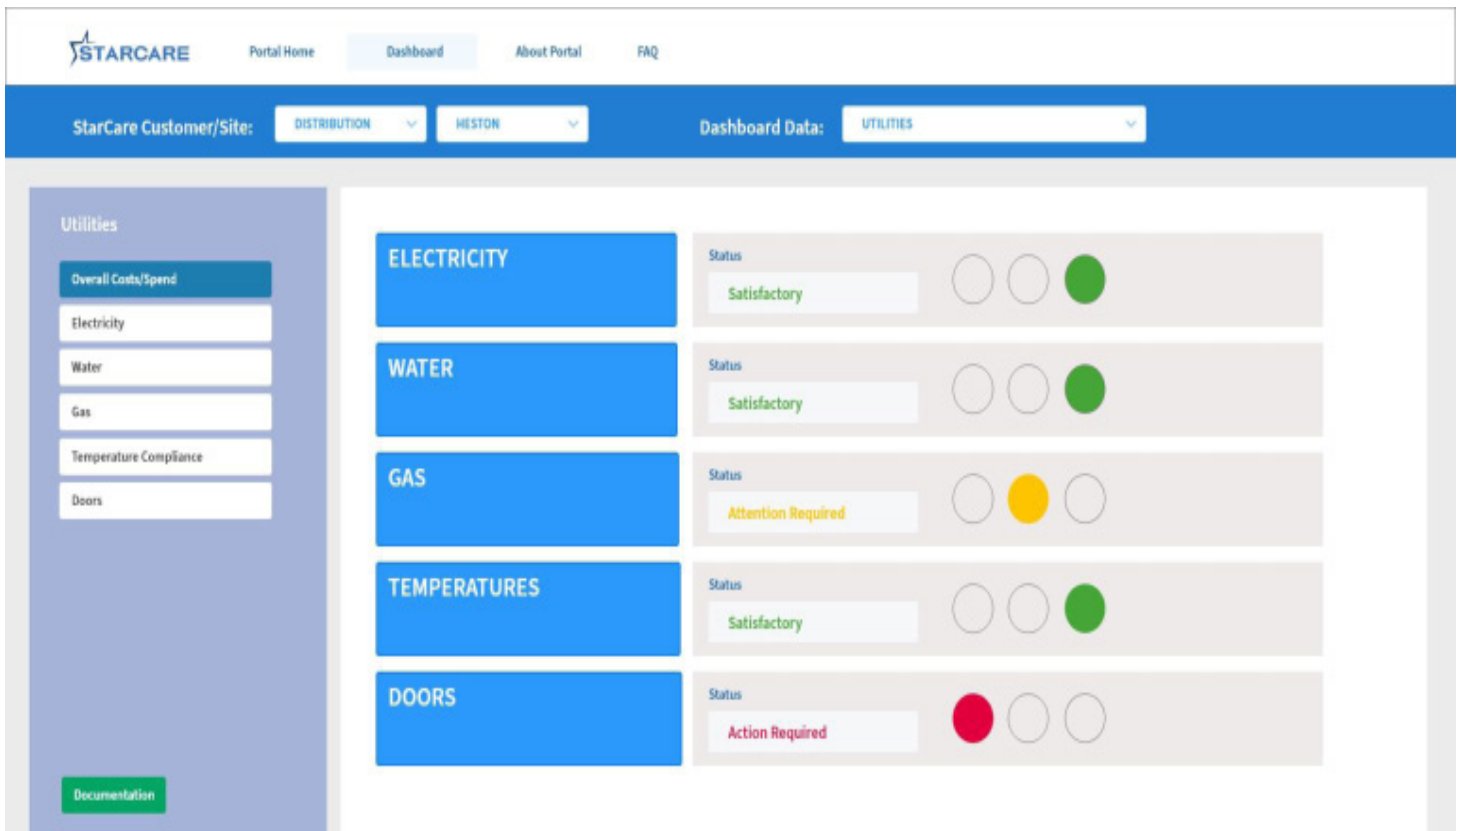 STARCARE
Portal Home
Dashboard
About Portal
FAQ
StarCare Customer/Site:
DISTRIBUTION
HESTON
Dashboard Data:
UTILITIES
Utilities
Overall Costs/Spend
Electricity
Water
Gas
Temperature Compliance
Doors
Documentation
ELECTRICITY
Status
Satisfactory
WATER
Status
Satisfactory
GAS
Status
Attention Required
TEMPERATURES
Status
Satisfactory
DOORS
Status
Action Required